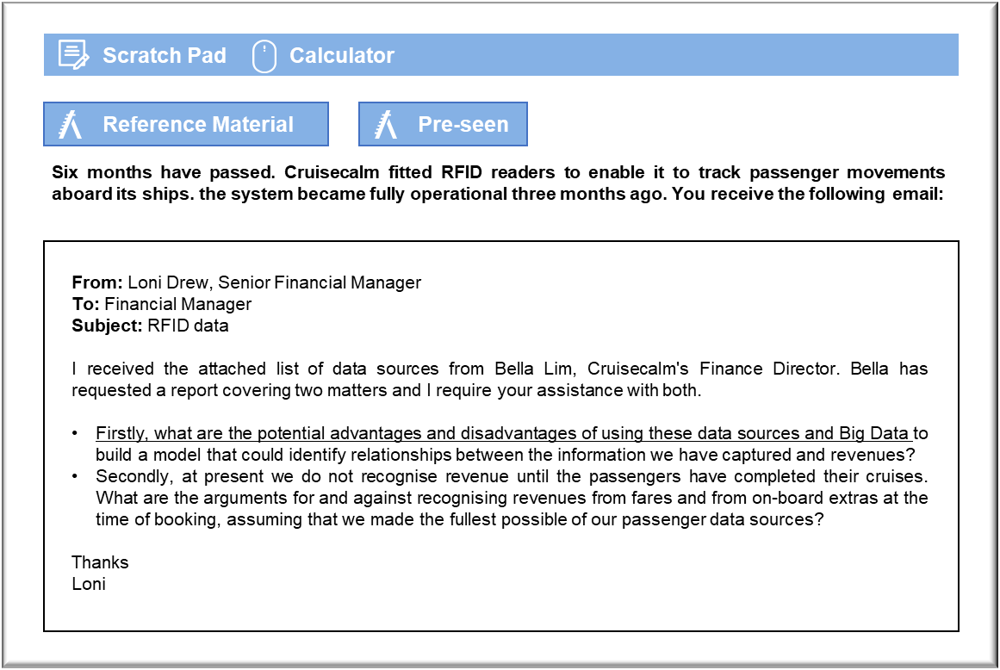 Scratch Pad Calculator
Reference Material Pre-seen
Six months have passed. Cruisecalm fitted RFID readers to enable it to track passenger movements
aboard its ships. the system became fully operational three months ago. You receive the following email:
From: Loni Drew, Senior Financial Manager
To: Financial Manager
Subject: RFID data
I received the attached list of data sources from Bella Lim, Cruisecalm's Finance Director. Bella has
requested a report covering two matters and I require your assistance with both.
• Firstly, what are the potential advantages and disadvantages of using these data sources and Big Data to
build a model that could identify relationships between the information we have captured and revenues?
• Secondly, at present we do not recognise revenue until the passengers have completed their cruises.
What are the arguments for and against recognising revenues from fares and from on-board extras at the
time of booking, assuming that we made the fullest possible of our passenger data sources?
Thanks
Loni